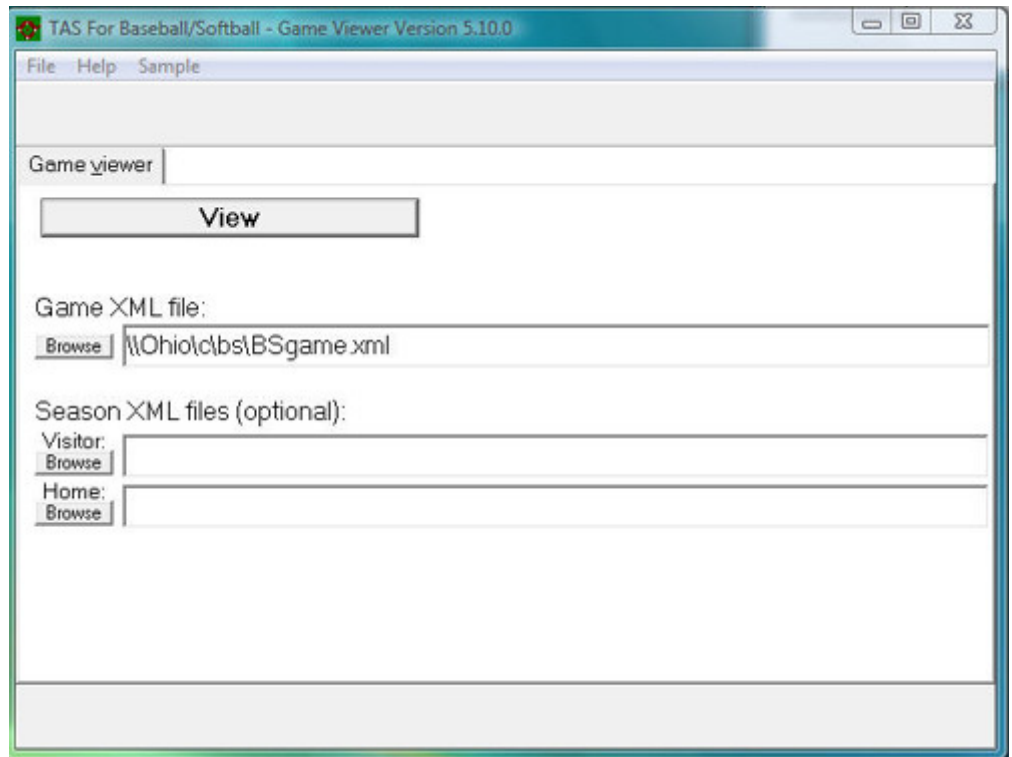 TAS For Baseball/Softball - Game Viewer Version 5.10.0
File Help Sample
Game viewer
View
Game XML file:
Browse \\Ohio\c\bs\BSgame.xml
Season XML files (optional):
Visitor:
Browse
Home:
Browse